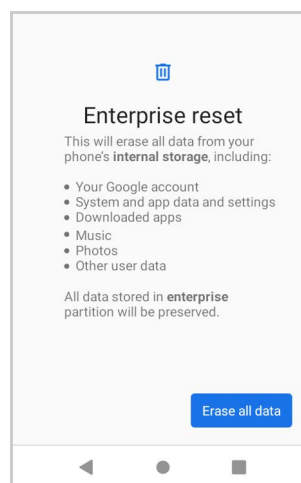 Enterprise reset
This will erase all data from your
phone's internal storage, including:
• Your Google account
• System and app data and settings
• Downloaded apps
• Music
• Photos
• Other user data
All data stored in enterprise
partition will be preserved.
Erase all data